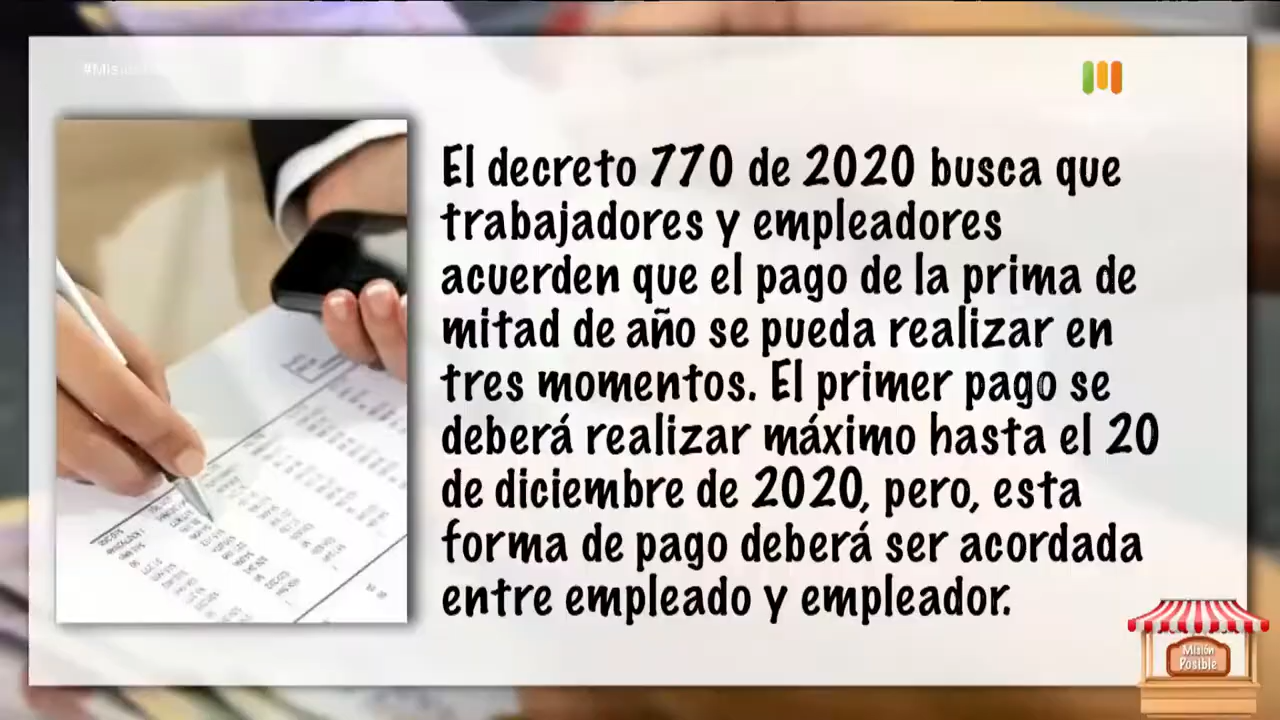 El decreto 770 de 2020 busca que
trabajadores y empleadores
acuerden que el pago de la prima de
mitad de año se pueda realizar en
tres momentos. El primer pago se
deberá realizar máximo hasta el 20
de diciembre de 2020, pero, esta
forma de pago deberá ser acordada
entre empleado y empleador.
Misión
Posible